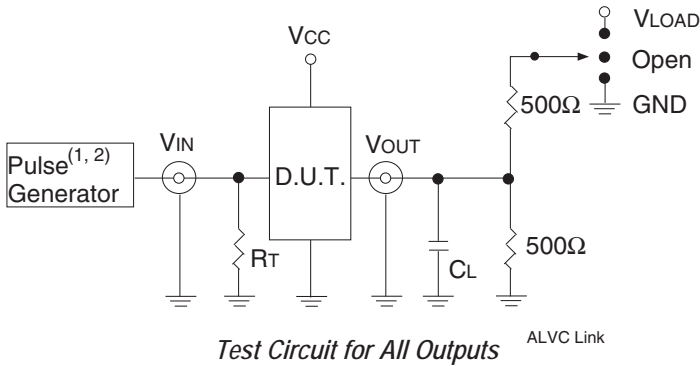 VLOAD
VCC
Open
500Ω
GND
VIN
VOUT
Pulse(1, 2)
Generator
D.U.T.
RT
CL
500Ω
Test Circuit for All Outputs
ALVC Link